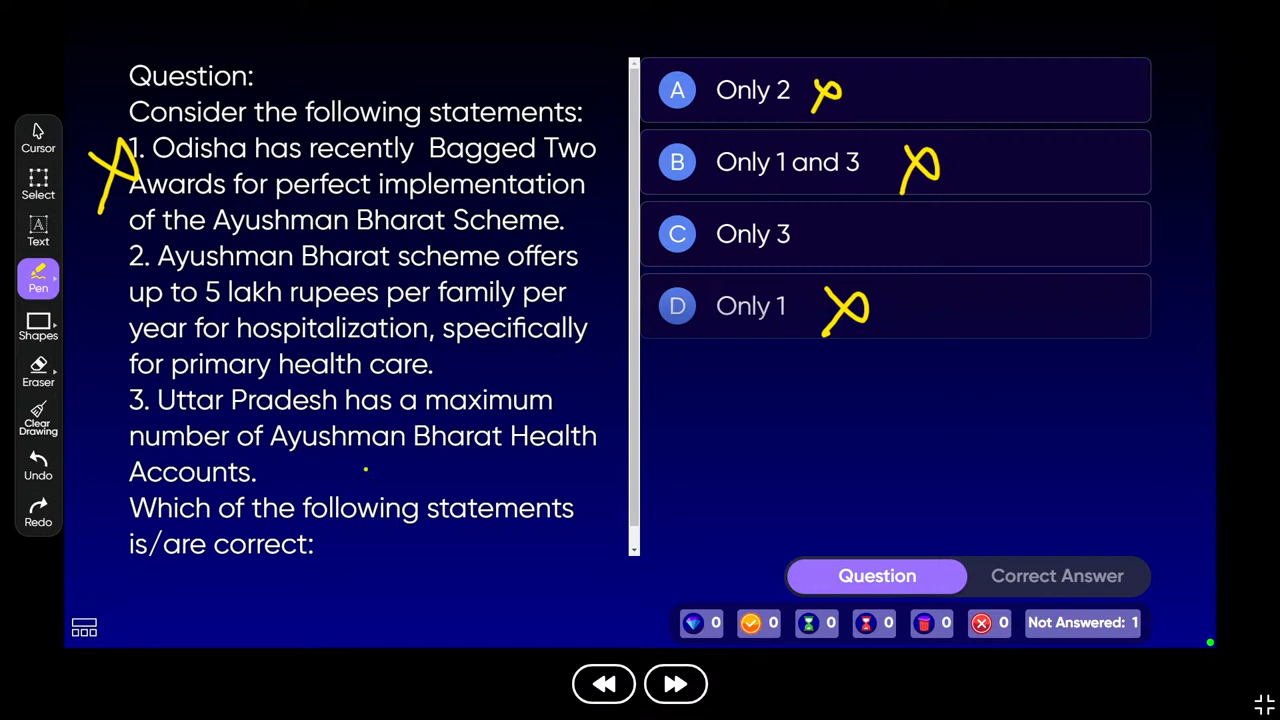 Question:
Consider the following statements:
1. Odisha has recently Bagged Two
Awards for perfect implementation
of the Ayushman Bharat Scheme.
2. Ayushman Bharat scheme offers
up to 5 lakh rupees per family per
year for hospitalization, specifically
for primary health care.
3. Uttar Pradesh has a maximum
number of Ayushman Bharat Health
Accounts.
Which of the following statements
is/are correct:
A Only 2
B Only 1 and 3
C Only 3
D Only 1
Cursor
Select
A
Text
Pen
Shapes
Eraser
Clear
Drawing
Undo
Redo
Question Correct Answer
0 0 0 0 0 0 Not Answered: 1